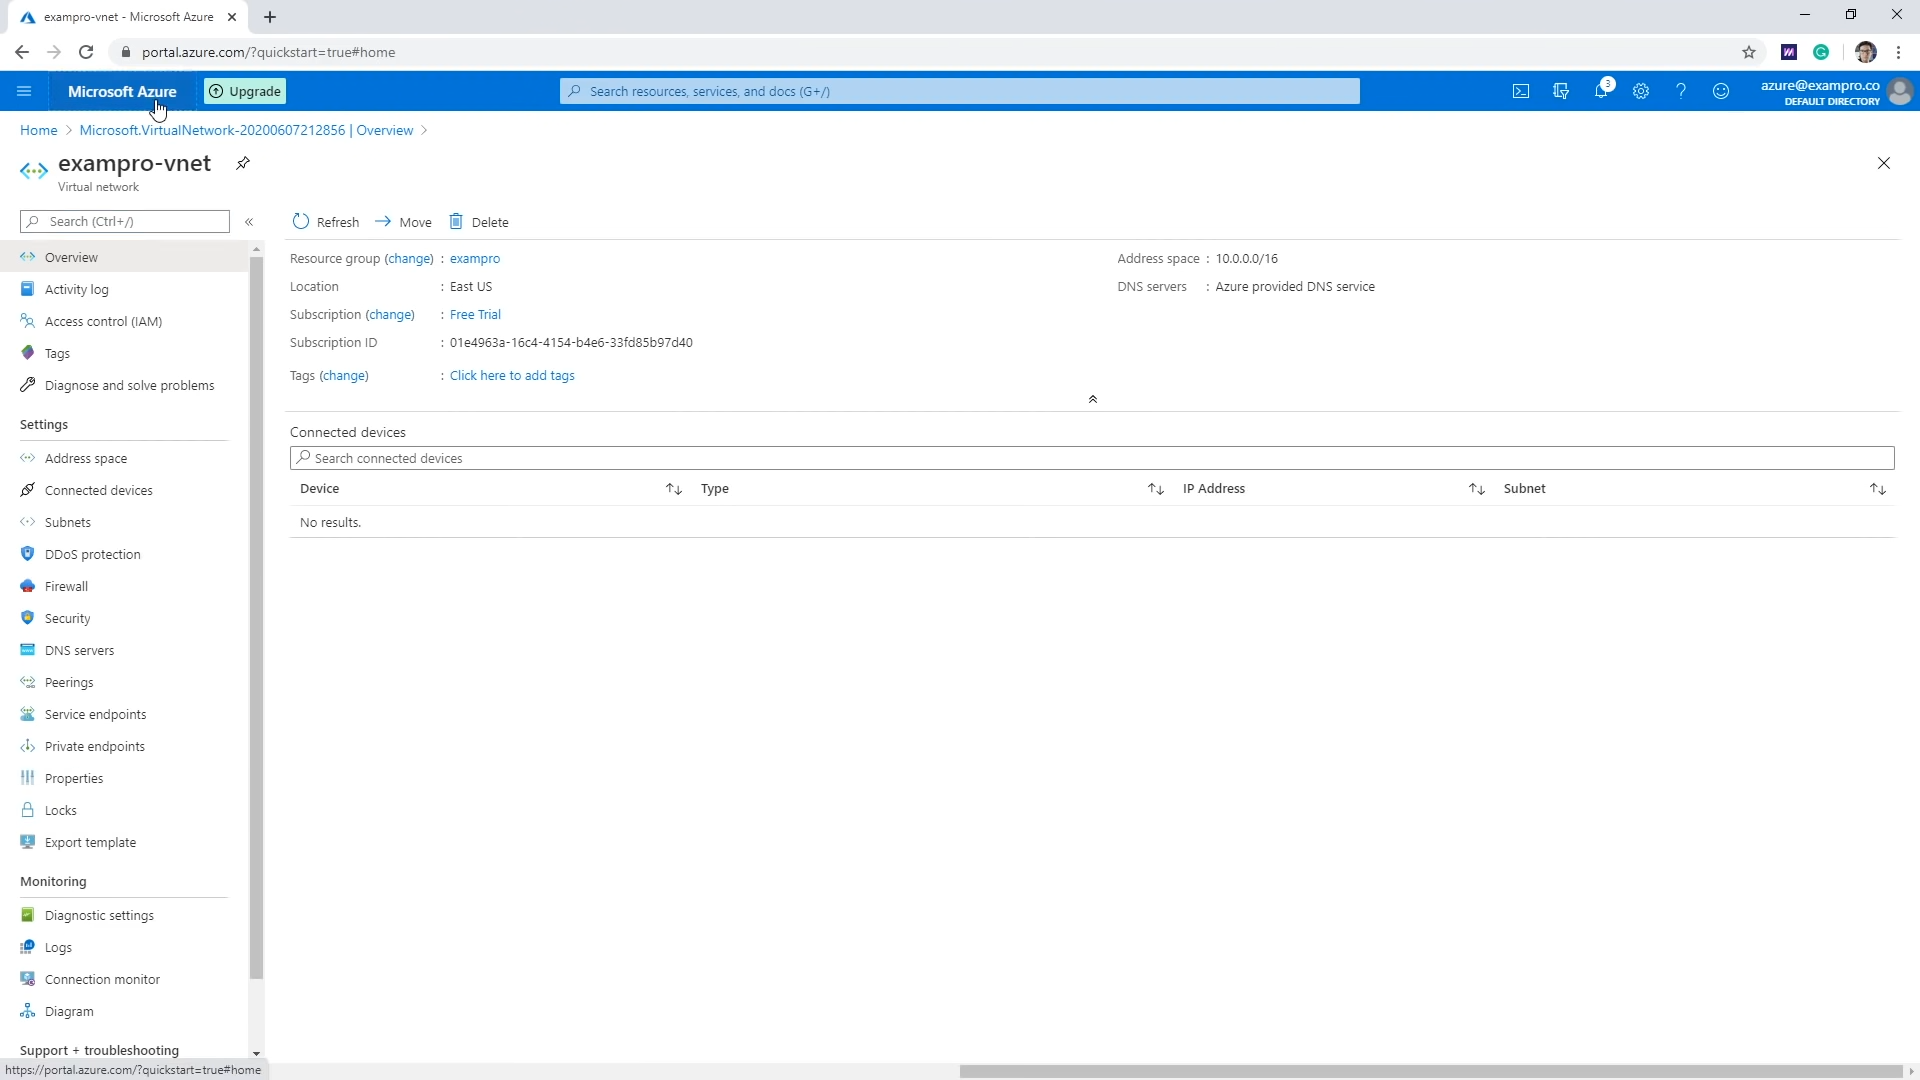 exampro-vnet - Microsoft Azure
portal.azure.com/?quickstart=true#home
Microsoft Azure
Upgrade
Search resources, services, and docs (G+/)
3
azure@exampro.co
DEFAULT DIRECTORY
Home > Microsoft.VirtualNetwork-20200607212856 | Overview >
exampro-vnet
Virtual network
Search (Ctrl+/)
«
Refresh
Move
Delete
Overview
Activity log
Access control (IAM)
Tags
Diagnose and solve problems
Settings
Address space
Connected devices
Subnets
DDoS protection
Firewall
Security
DNS servers
Peerings
Service endpoints
Private endpoints
Properties
Locks
Export template
Monitoring
Diagnostic settings
Logs
Connection monitor
Diagram
Support + troubleshooting
Resource group (change) : exampro
Location : East US
Subscription (change) : Free Trial
Subscription ID : 01e4963a-16c4-4154-b4e6-33fd85b97d40
Tags (change) : Click here to add tags
Address space : 10.0.0.0/16
DNS servers : Azure provided DNS service
Connected devices
Search connected devices
Device Type IP Address Subnet
No results.
https://portal.azure.com/?quickstart=true#home